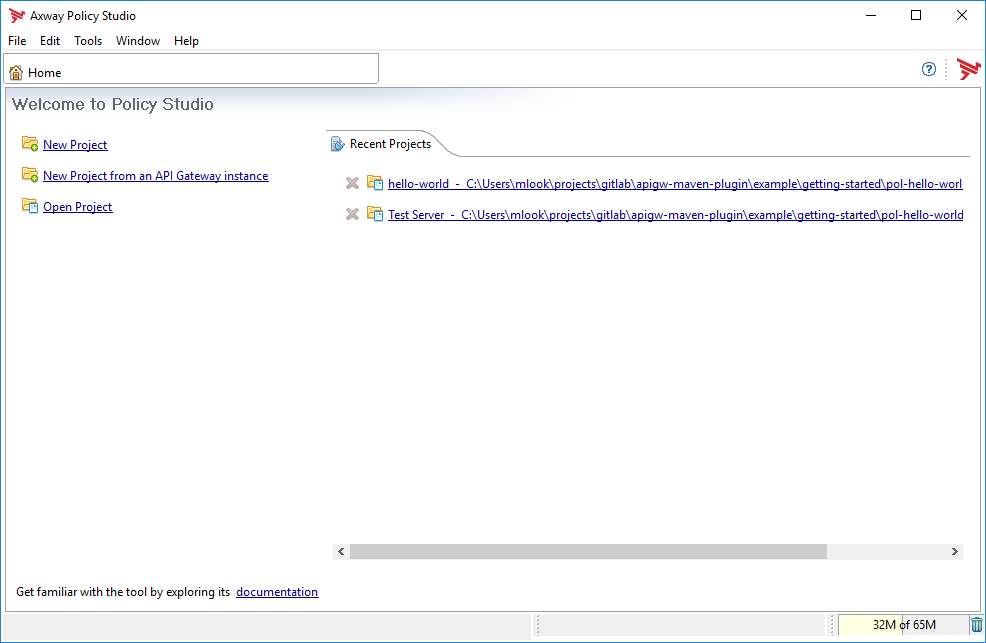 Axway Policy Studio
File Edit Tools Window Help
Home
Welcome to Policy Studio
New Project
New Project from an API Gateway instance
Open Project
Recent Projects
hello-world - C:\Users\mlook\projects\gitlab\apigw-maven-plugin\example\getting-started\pol-hello-worl
Test Server - C:\Users\mlook\projects\gitlab\apigw-maven-plugin\example\getting-started\pol-hello-world
Get familiar with the tool by exploring its documentation
32M of 65M